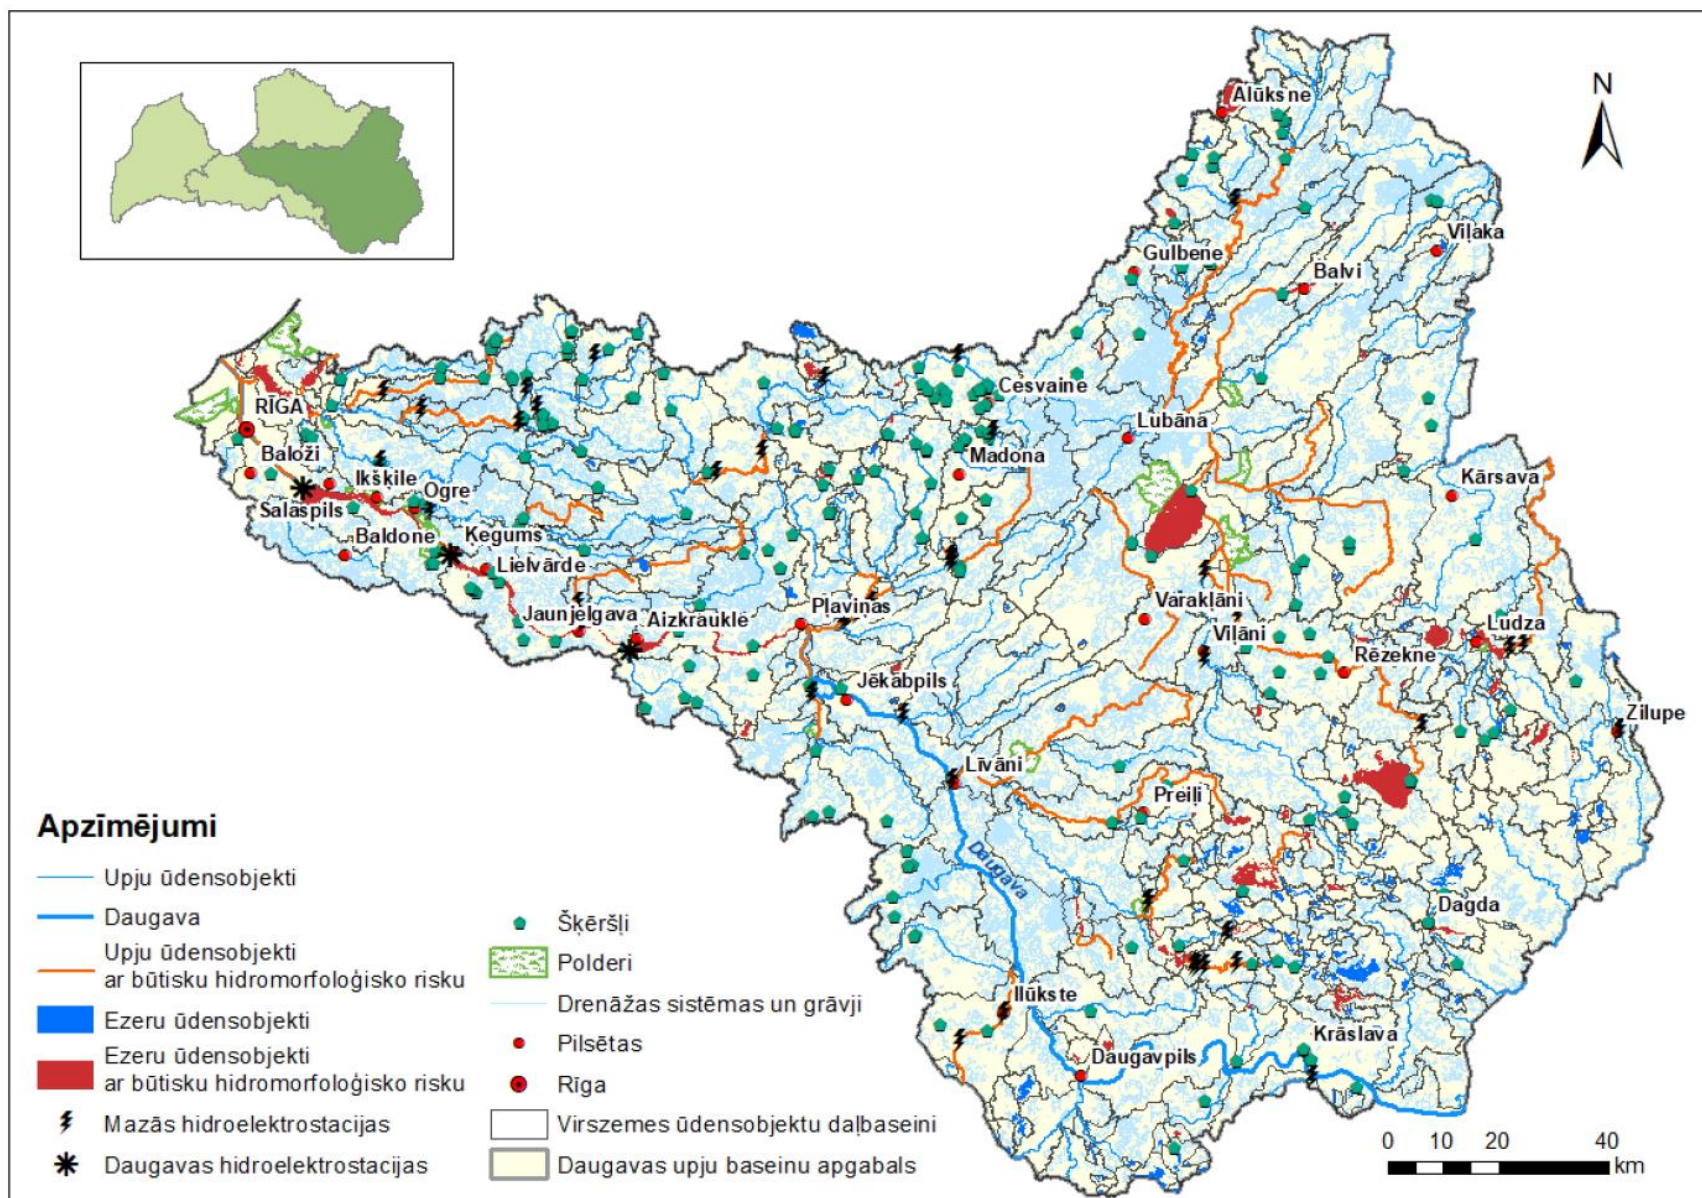 N
Alūksne
Viļaka
Gulbene
Balvi
Cesvaine
RĪGA
Lubāna
Baloži
Madona
Ikšķile
Kārsava
Ogre
Salaspils
Baldone
Ķegums
Lielvārde
Varakļāni
Jaunjelgava
Aizkraukle
Pļaviņas
Ludza
Viļāni
Rēzekne
Jēkabpils
Zilupe
Līvāni
Preiļi
Daugava
Dagda
Ilūkste
Krāslava
Daugavpils
Apzīmējumi
Upju ūdensobjekti
Daugava
Upju ūdensobjekti
ar būtisku hidromorfoloģisko risku
Ezeru ūdensobjekti
Ezeru ūdensobjekti
ar būtisku hidromorfoloģisko risku
Mazās hidroelektrostacijas
Daugavas hidroelektrostacijas
Šķēršļi
Polderi
Drenāžas sistēmas un grāvji
Pilsētas
Rīga
Virszemes ūdensobjektu daļbaseini
Daugavas upju baseinu apgabals
0 10 20 40
km